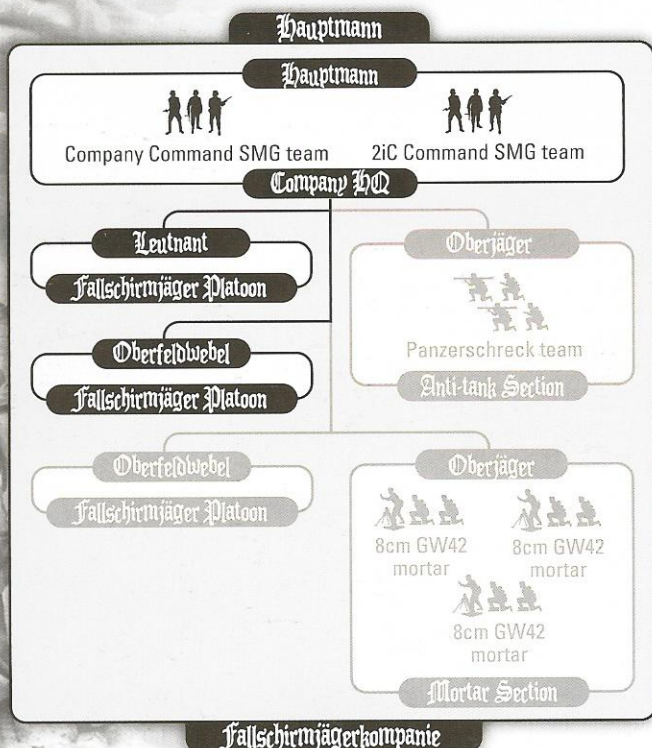 Hauptmann
Hauptmann
Company Command SMG team
2iC Command SMG team
Company HQ
Leutnant
Fallschirmjäger Platoon
Oberjäger
Panzerschreck team
Anti-tank Section
Oberfeldwebel
Fallschirmjäger Platoon
Oberfeldwebel
Fallschirmjäger Platoon
Oberjäger
8cm GW42
mortar
8cm GW42
mortar
8cm GW42
mortar
Mortar Section
Fallschirmjägerkompanie